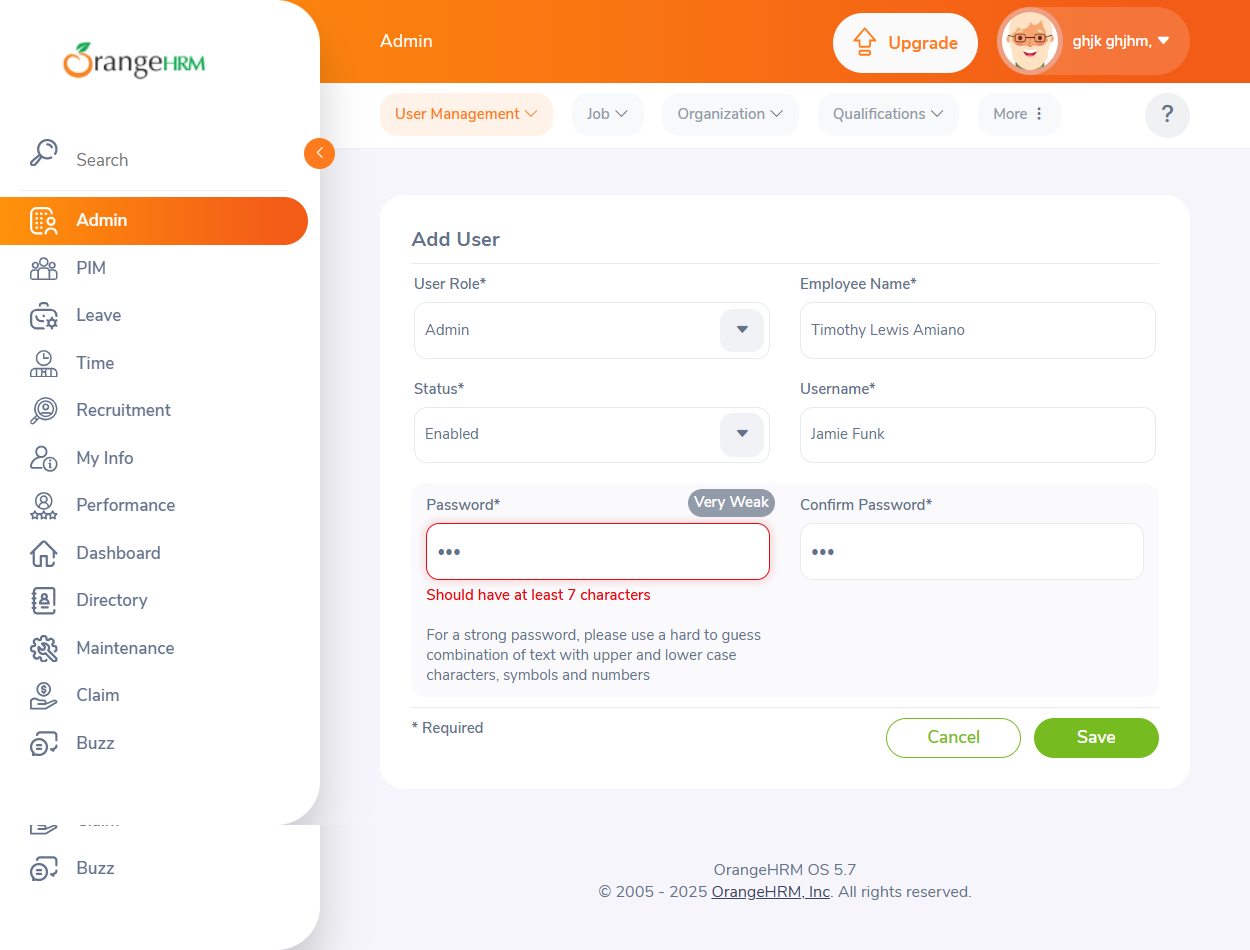 OrangeHRM
Search
Admin
PIM
Leave
Time
Recruitment
My Info
Performance
Dashboard
Directory
Maintenance
Claim
Buzz
Buzz
Admin
Upgrade
ghjk ghjhm,
User Management
Job
Organization
Qualifications
More
?
Add User
User Role*
Employee Name*
Admin
Timothy Lewis Amiano
Status*
Username*
Enabled
Jamie Funk
Password*
Very Weak
Confirm Password*
•••
•••
Should have at least 7 characters
For a strong password, please use a hard to guess
combination of text with upper and lower case
characters, symbols and numbers
* Required
Cancel
Save
OrangeHRM OS 5.7
© 2005 - 2025 OrangeHRM, Inc. All rights reserved.